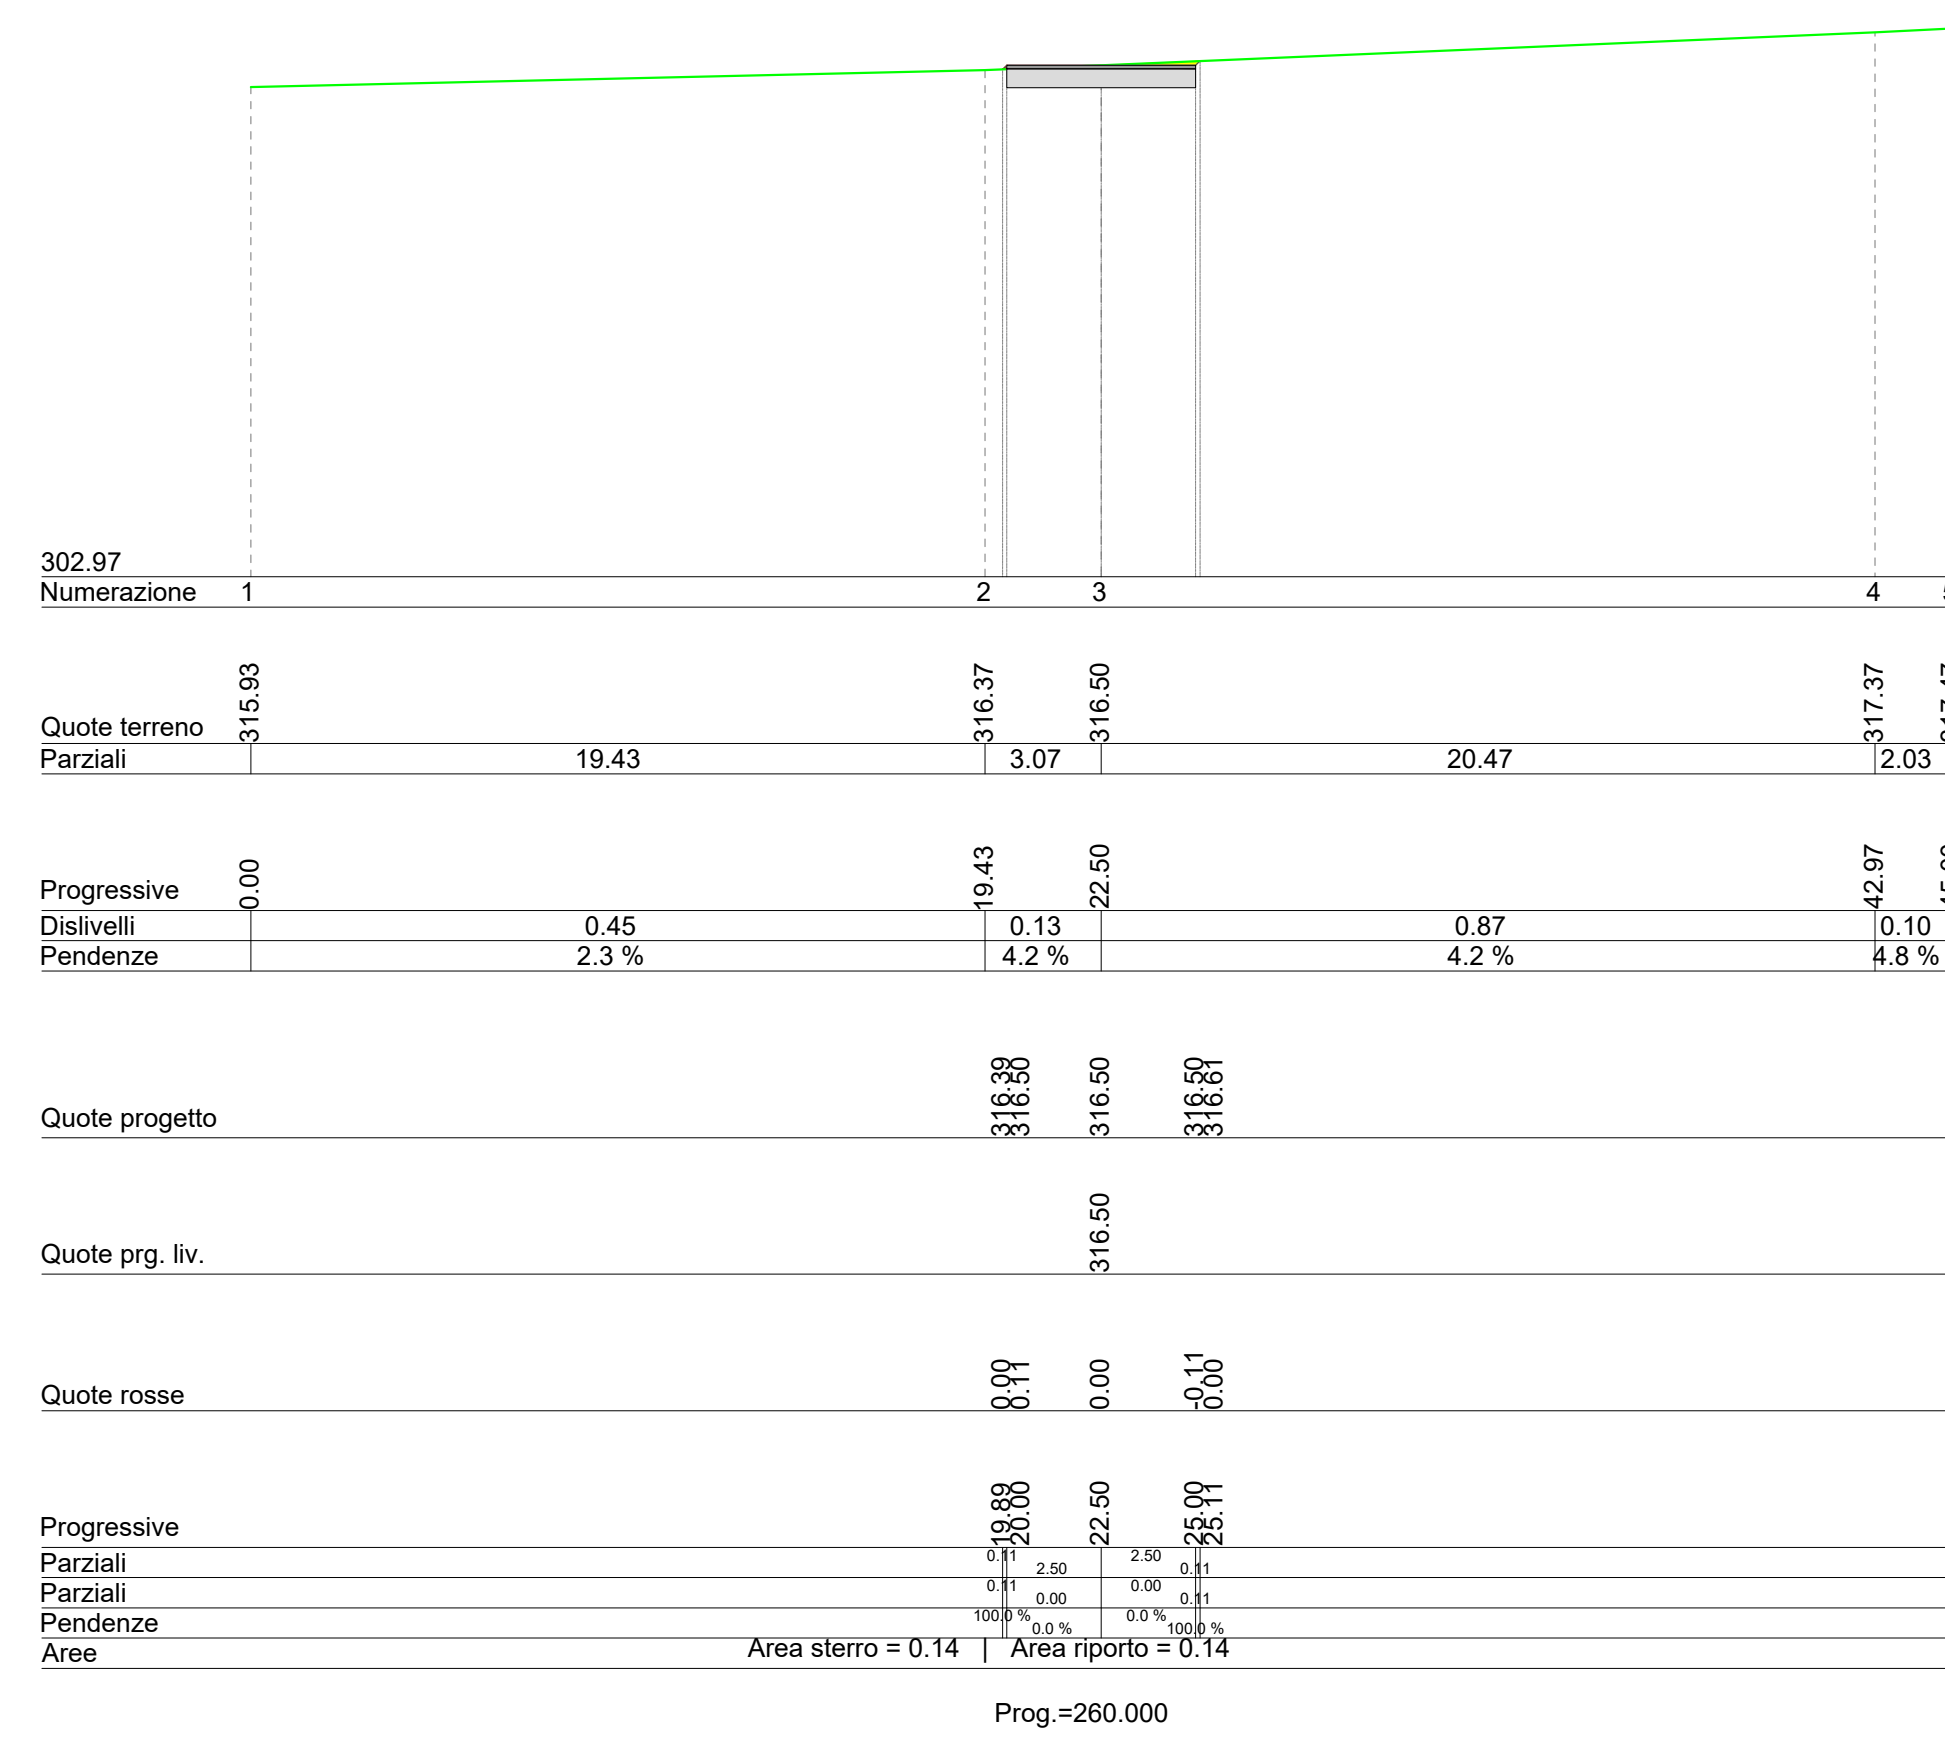 302.97
Numerazione 1 2 3 4
Quote terreno 315.93 316.37 316.50 317.37
Parziali 19.43 3.07 20.47 2.03
Progressive 0.00 19.43 22.50 42.97
Dislivelli 0.45 0.13 0.87 0.10
Pendenze 2.3 % 4.2 % 4.2 % 4.8 %
Quote progetto 316.39 316.50 316.50 316.50 316.61
Quote prg. liv. 316.50
Quote rosse 0.00 0.11 0.00 -0.11 0.00
Progressive 19.89 20.00 22.50 25.00 25.11
Parziali 0.11 2.50 2.50 0.11
Parziali 0.11 0.00 0.00 0.11
Pendenze 100.0 % 0.0 % 0.0 % 100.0 %
Aree Area sterro = 0.14 | Area riporto = 0.14
Prog.=260.000